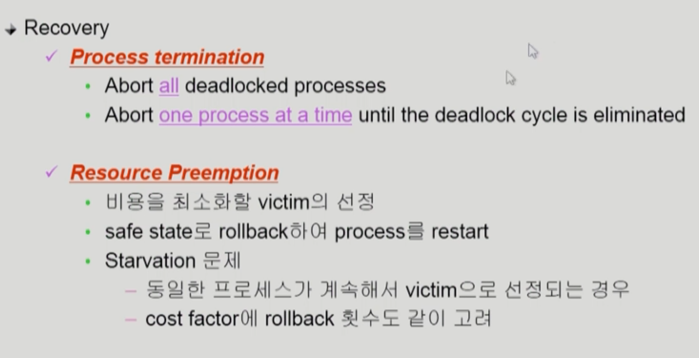 Recovery
Process termination
Abort all deadlocked processes
Abort one process at a time until the deadlock cycle is eliminated
Resource Preemption
비용을 최소화할 victim의 선정
safe state로 rollback하여 process를 restart
Starvation 문제
동일한 프로세스가 계속해서 victim으로 선정되는 경우
cost factor에 rollback 횟수도 같이 고려